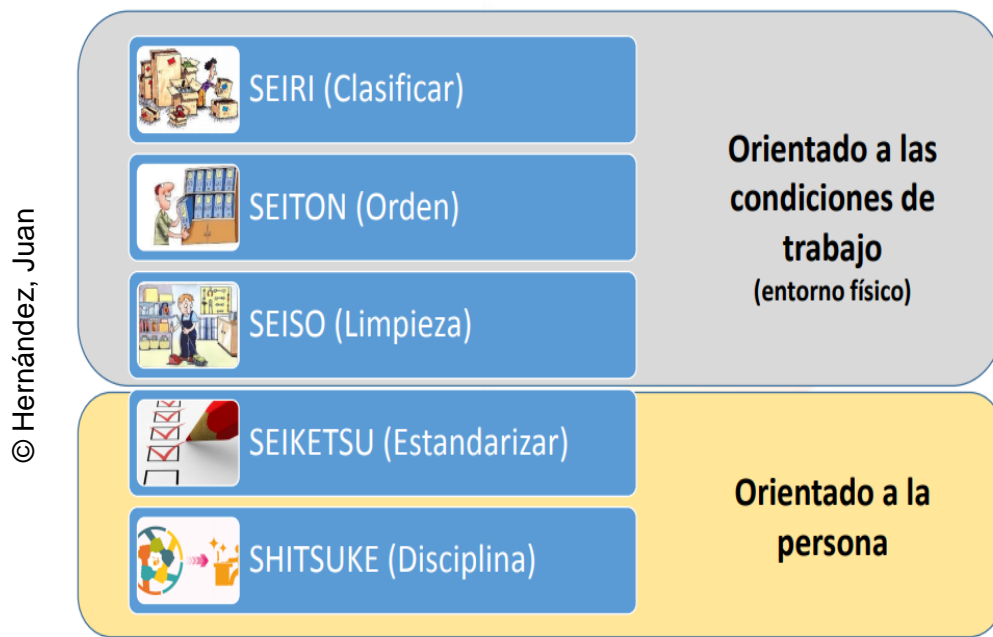 © Hernández, Juan
SEIRI (Clasificar)
SEITON (Orden)
SEISO (Limpieza)
Orientado a las
condiciones de
trabajo
(entorno físico)
SEIKETSU (Estandarizar)
SHITSUKE (Disciplina)
Orientado a la
persona